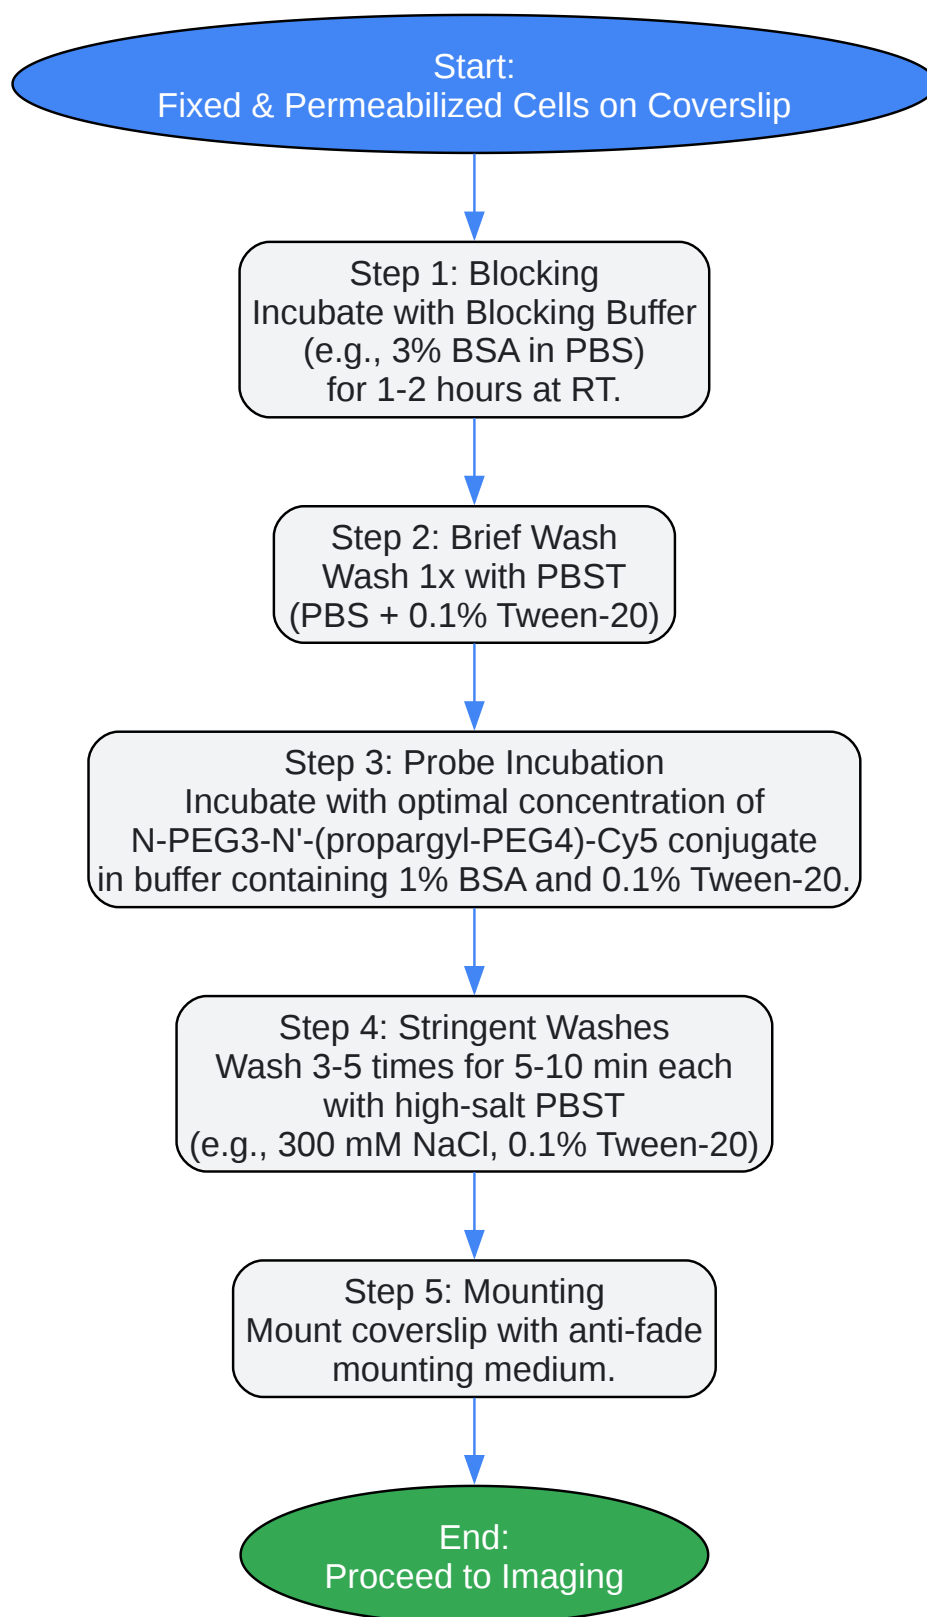 Start:
Fixed & Permeabilized Cells on Coverslip
Step 1: Blocking
Incubate with Blocking Buffer
(e.g., 3% BSA in PBS)
for 1-2 hours at RT.
Step 2: Brief Wash
Wash 1x with PBST
(PBS + 0.1% Tween-20)
Step 3: Probe Incubation
Incubate with optimal concentration of
N-PEG3-N'-(propargyl-PEG4)-Cy5 conjugate
in buffer containing 1% BSA and 0.1% Tween-20.
Step 4: Stringent Washes
Wash 3-5 times for 5-10 min each
with high-salt PBST
(e.g., 300 mM NaCl, 0.1% Tween-20)
Step 5: Mounting
Mount coverslip with anti-fade
mounting medium.
End:
Proceed to Imaging